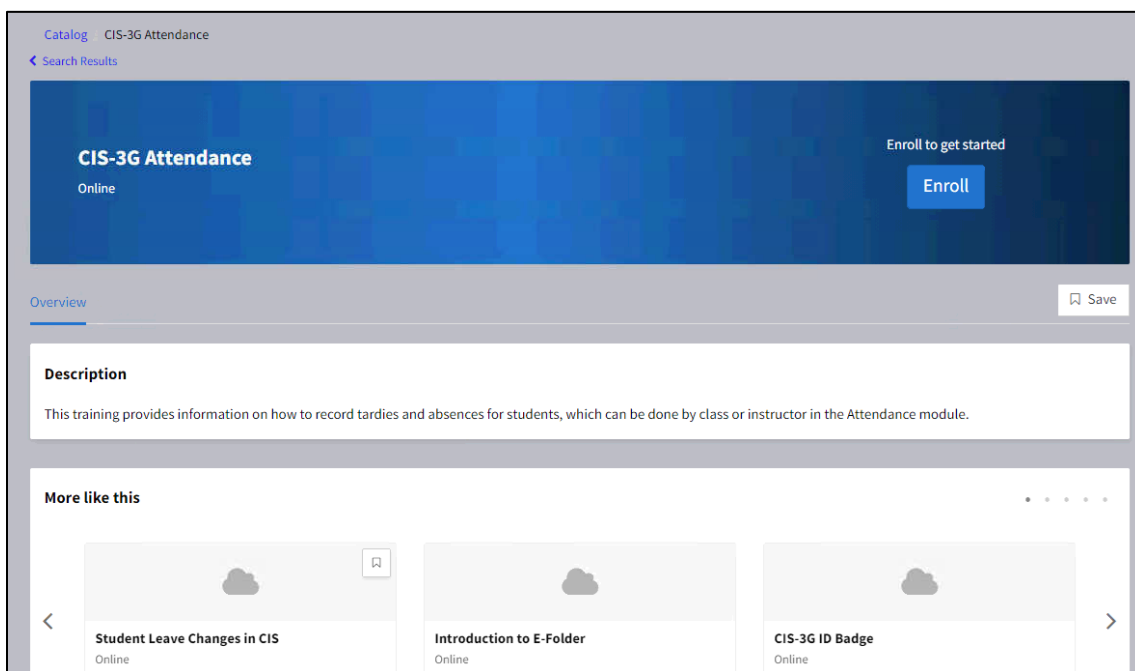 Catalog CIS-3G Attendance
Search Results
CIS-3G Attendance
Online
Enroll to get started
Enroll
Overview
Save
Description
This training provides information on how to record tardies and absences for students, which can be done by class or instructor in the Attendance module.
More like this
Student Leave Changes in CIS
Online
Introduction to E-Folder
Online
CIS-3G ID Badge
Online